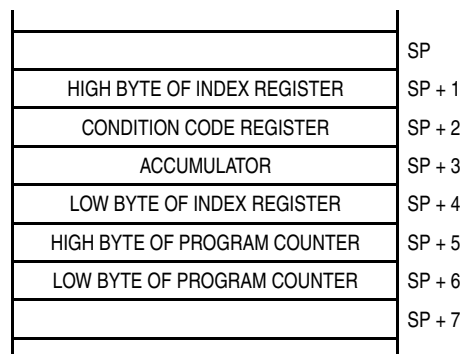 SP
HIGH BYTE OF INDEX REGISTER SP + 1
CONDITION CODE REGISTER SP + 2
ACCUMULATOR SP + 3
LOW BYTE OF INDEX REGISTER SP + 4
HIGH BYTE OF PROGRAM COUNTER SP + 5
LOW BYTE OF PROGRAM COUNTER SP + 6
SP + 7